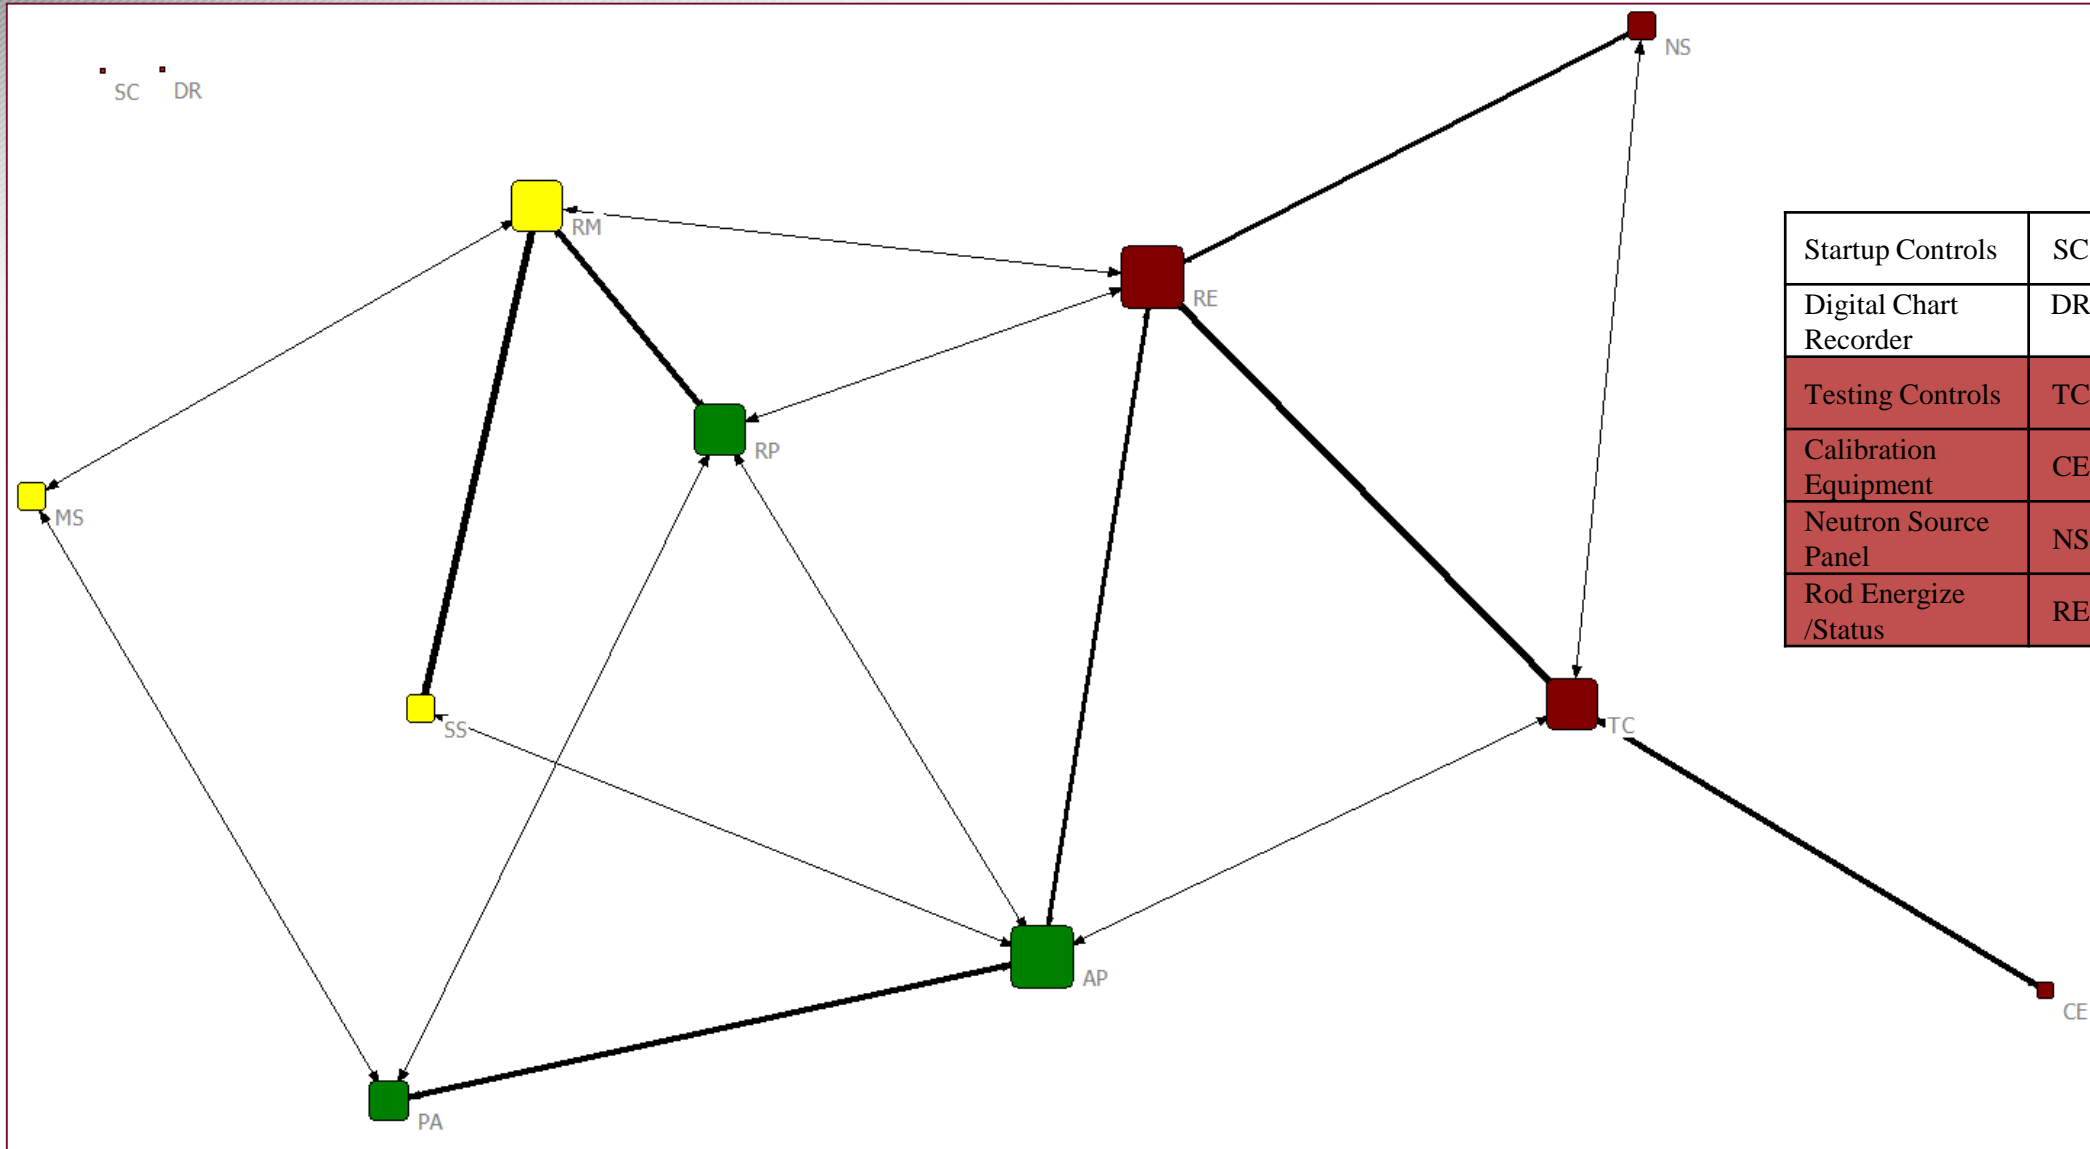 NS
SC DR
RM
RE
RP
MS
SS
TC
AP
CE
PA
Startup Controls SC
Digital Chart DR
Recorder
Testing Controls TC
Calibration
Equipment CE
Neutron Source
Panel NS
Rod Energize
/Status RE